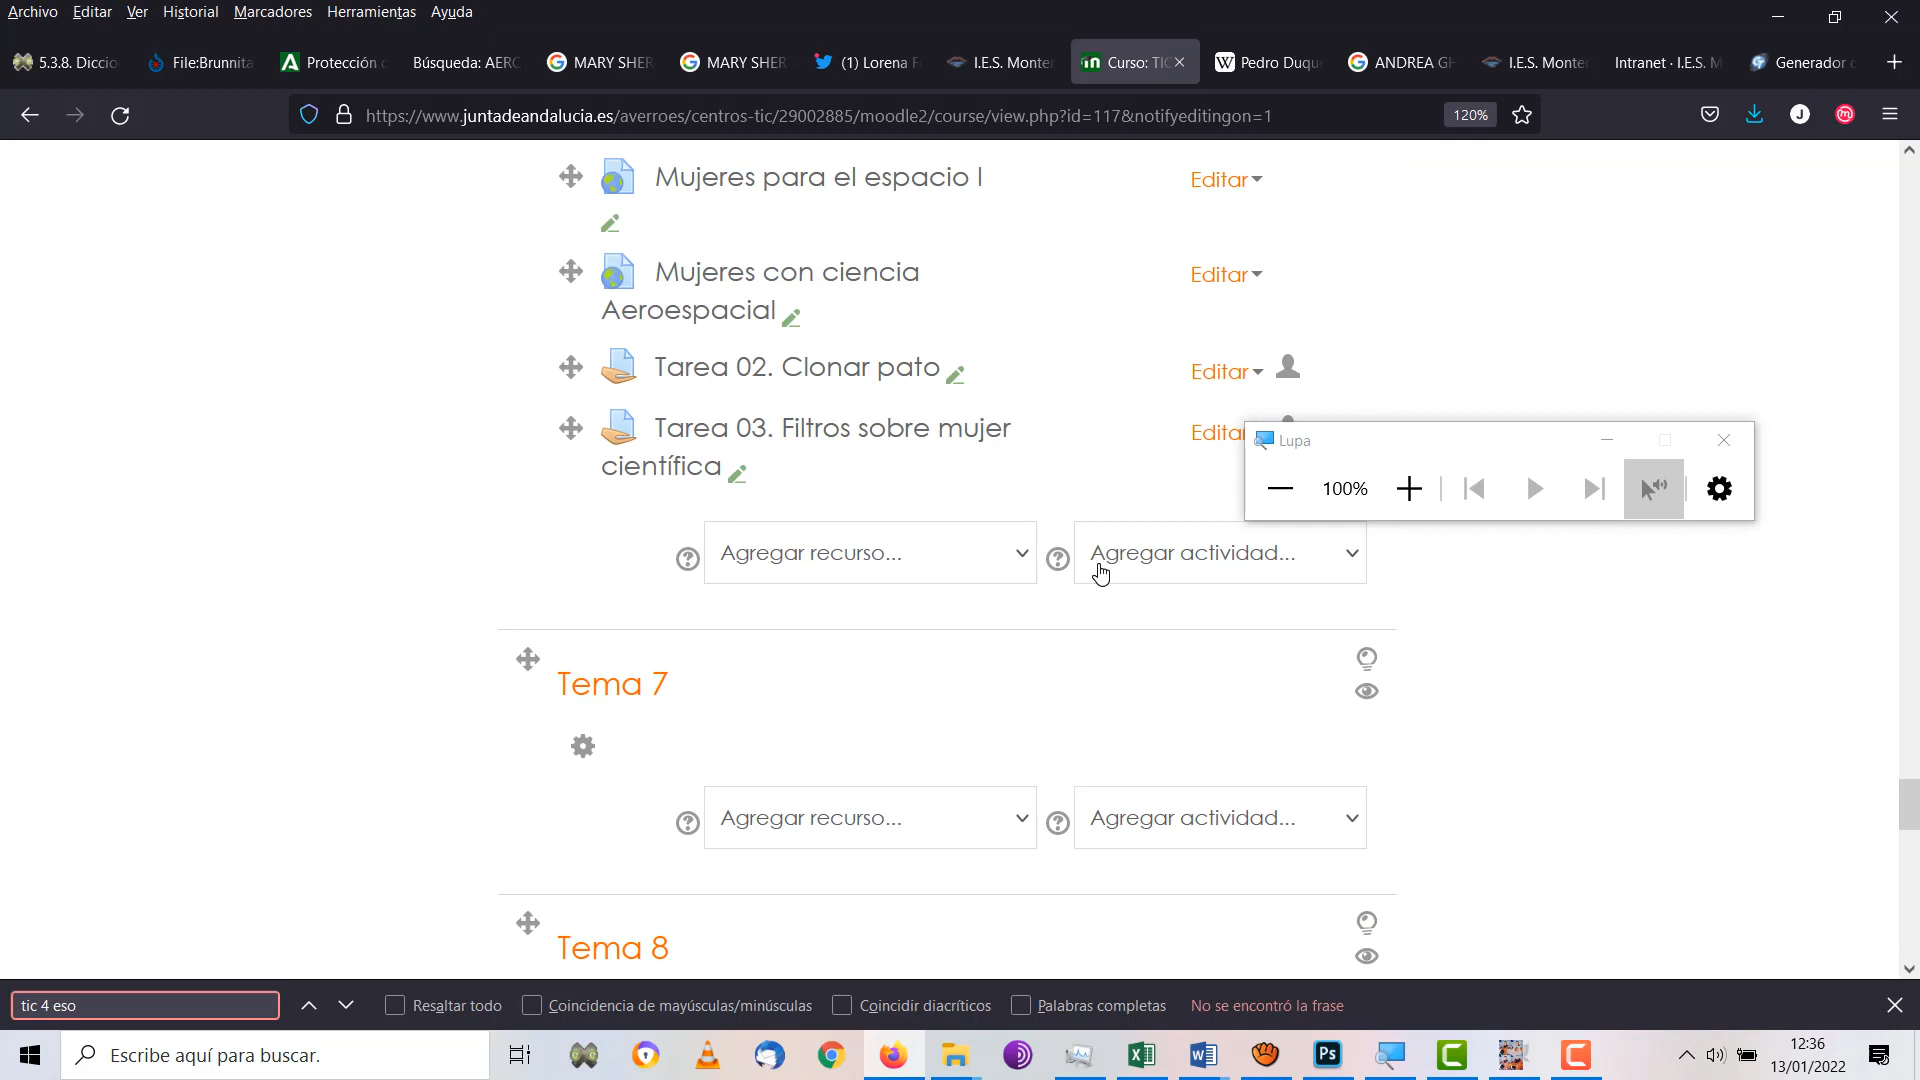 Archivo Editar Ver Historial Marcadores Herramientas Ayuda
5.3.8. Diccio File:Brunnita Protección Búsqueda: AERC MARY SHER MARY SHER (1) Lorena I.E.S. Monter Curso: TIC Pedro Duqu ANDREA GH I.E.S. Monte Intranet · I.E.S. M Generador
https://www.juntadeandalucia.es/averroes/centros-tic/29002885/moodle2/course/view.php?id=117&notifyeditingon=1 120% J
Mujeres para el espacio I Editar
Mujeres con ciencia Editar
Aeroespacial
Tarea 02. Clonar pato Editar
Tarea 03. Filtros sobre mujer Edita
científica
Lupa
100%
Agregar recurso... Agregar actividad...
Tema 7
Agregar recurso... Agregar actividad...
Tema 8
tic 4 eso Resaltar todo Coincidencia de mayúsculas/minúsculas Coincidir diacríticos Palabras completas No se encontró la frase
Escribe aquí para buscar. Ps 12:36
13/01/2022